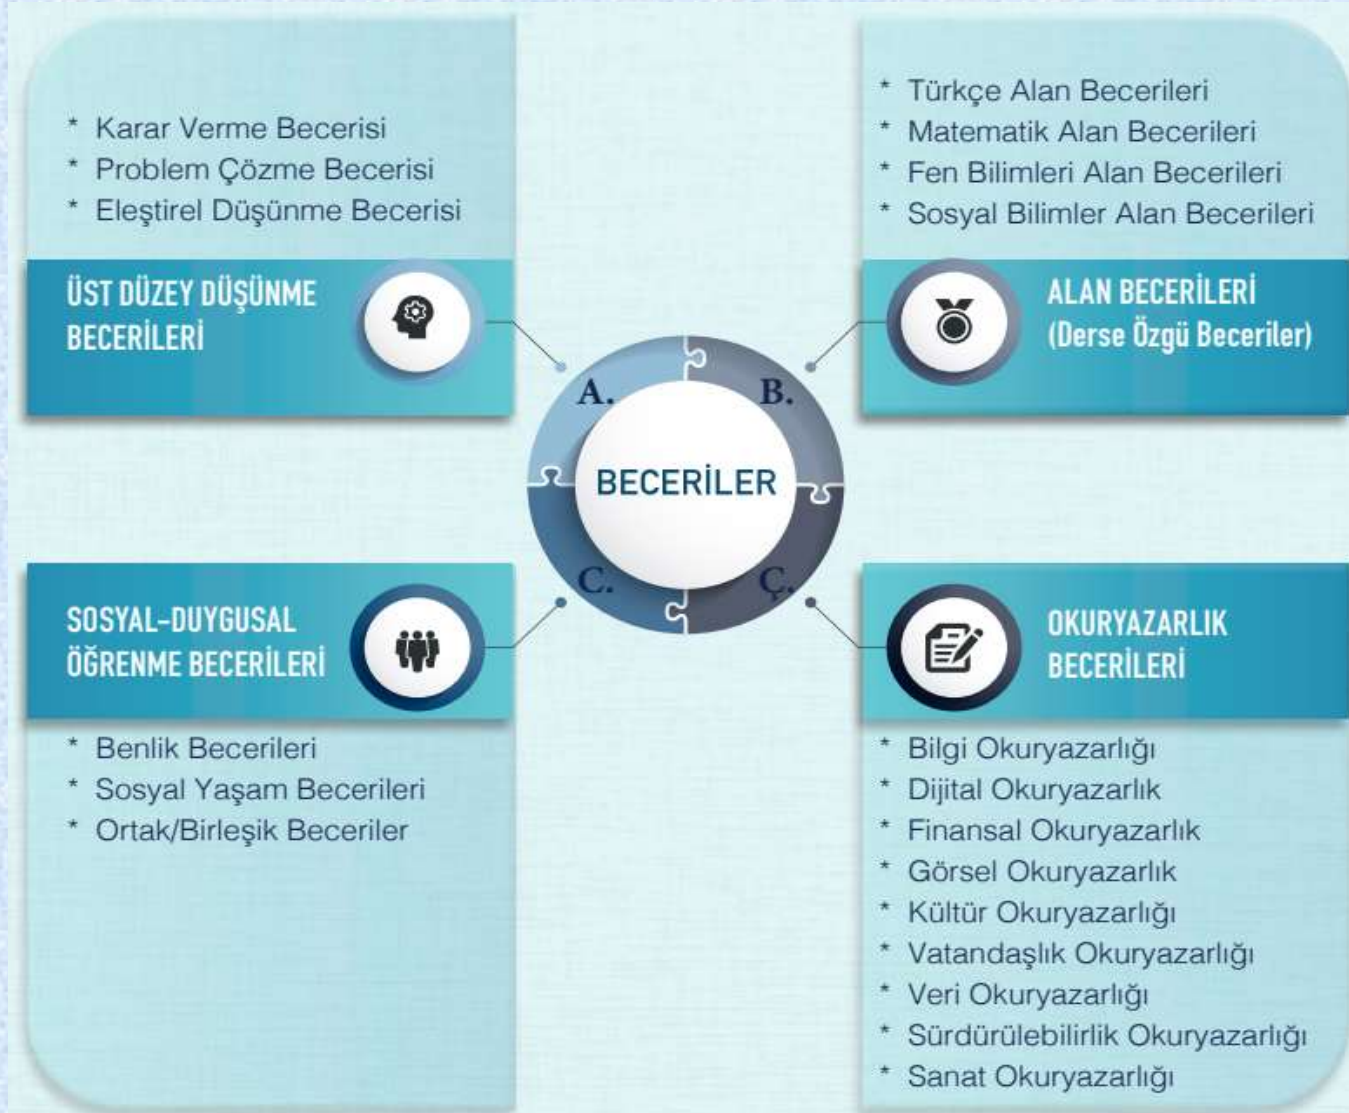 * Karar Verme Becerisi
* Problem Çözme Becerisi
* Eleştirel Düşünme Becerisi
ÜST DÜZEY DÜŞÜNME
BECERİLERİ
* Türkçe Alan Becerileri
* Matematik Alan Becerileri
* Fen Bilimleri Alan Becerileri
* Sosyal Bilimler Alan Becerileri
ALAN BECERİLERİ
(Derse Özgü Beceriler)
A.
B.
BECERİLER
C.
Ç.
SOSYAL-DUYGUSAL
ÖĞRENME BECERİLERİ
* Benlik Becerileri
* Sosyal Yaşam Becerileri
* Ortak/Birleşik Beceriler
OKURYAZARLIK
BECERİLERİ
* Bilgi Okuryazarlığı
* Dijital Okuryazarlık
* Finansal Okuryazarlık
* Görsel Okuryazarlık
* Kültür Okuryazarlığı
* Vatandaşlık Okuryazarlığı
* Veri Okuryazarlığı
* Sürdürülebilirlik Okuryazarlığı
* Sanat Okuryazarlığı